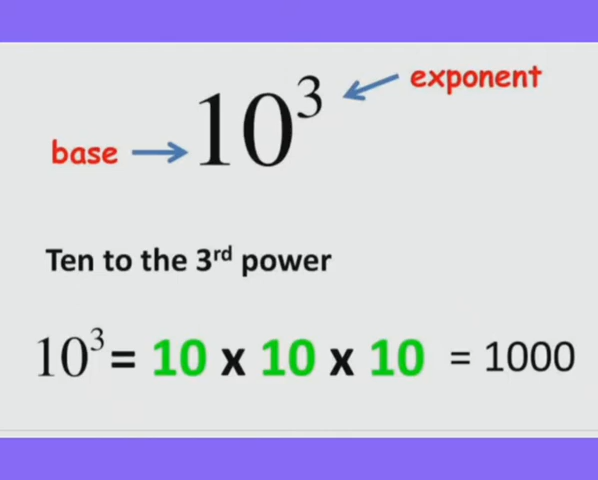 exponent
10³
base
Ten to the 3rd power
10³ = 10 x 10 x 10 = 1000